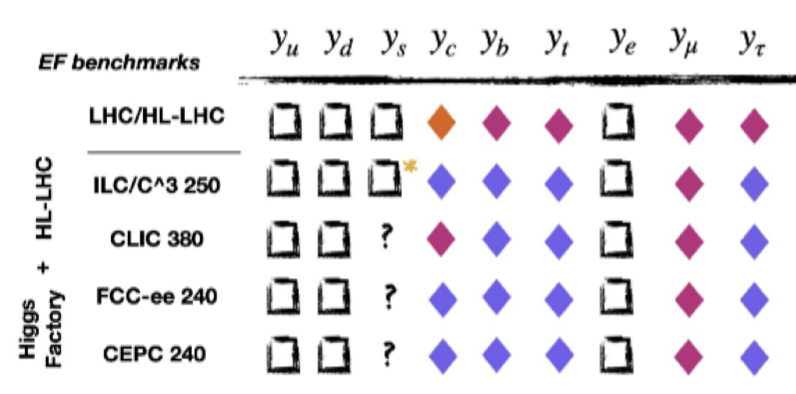 y_u y_d y_s y_c y_b y_t y_e y_μ y_τ
EF benchmarks
LHC/HL-LHC
ILC/C^3 250 *
CLIC 380 ?
FCC-ee 240 ?
CEPC 240 ?
Higgs Factory + HL-LHC